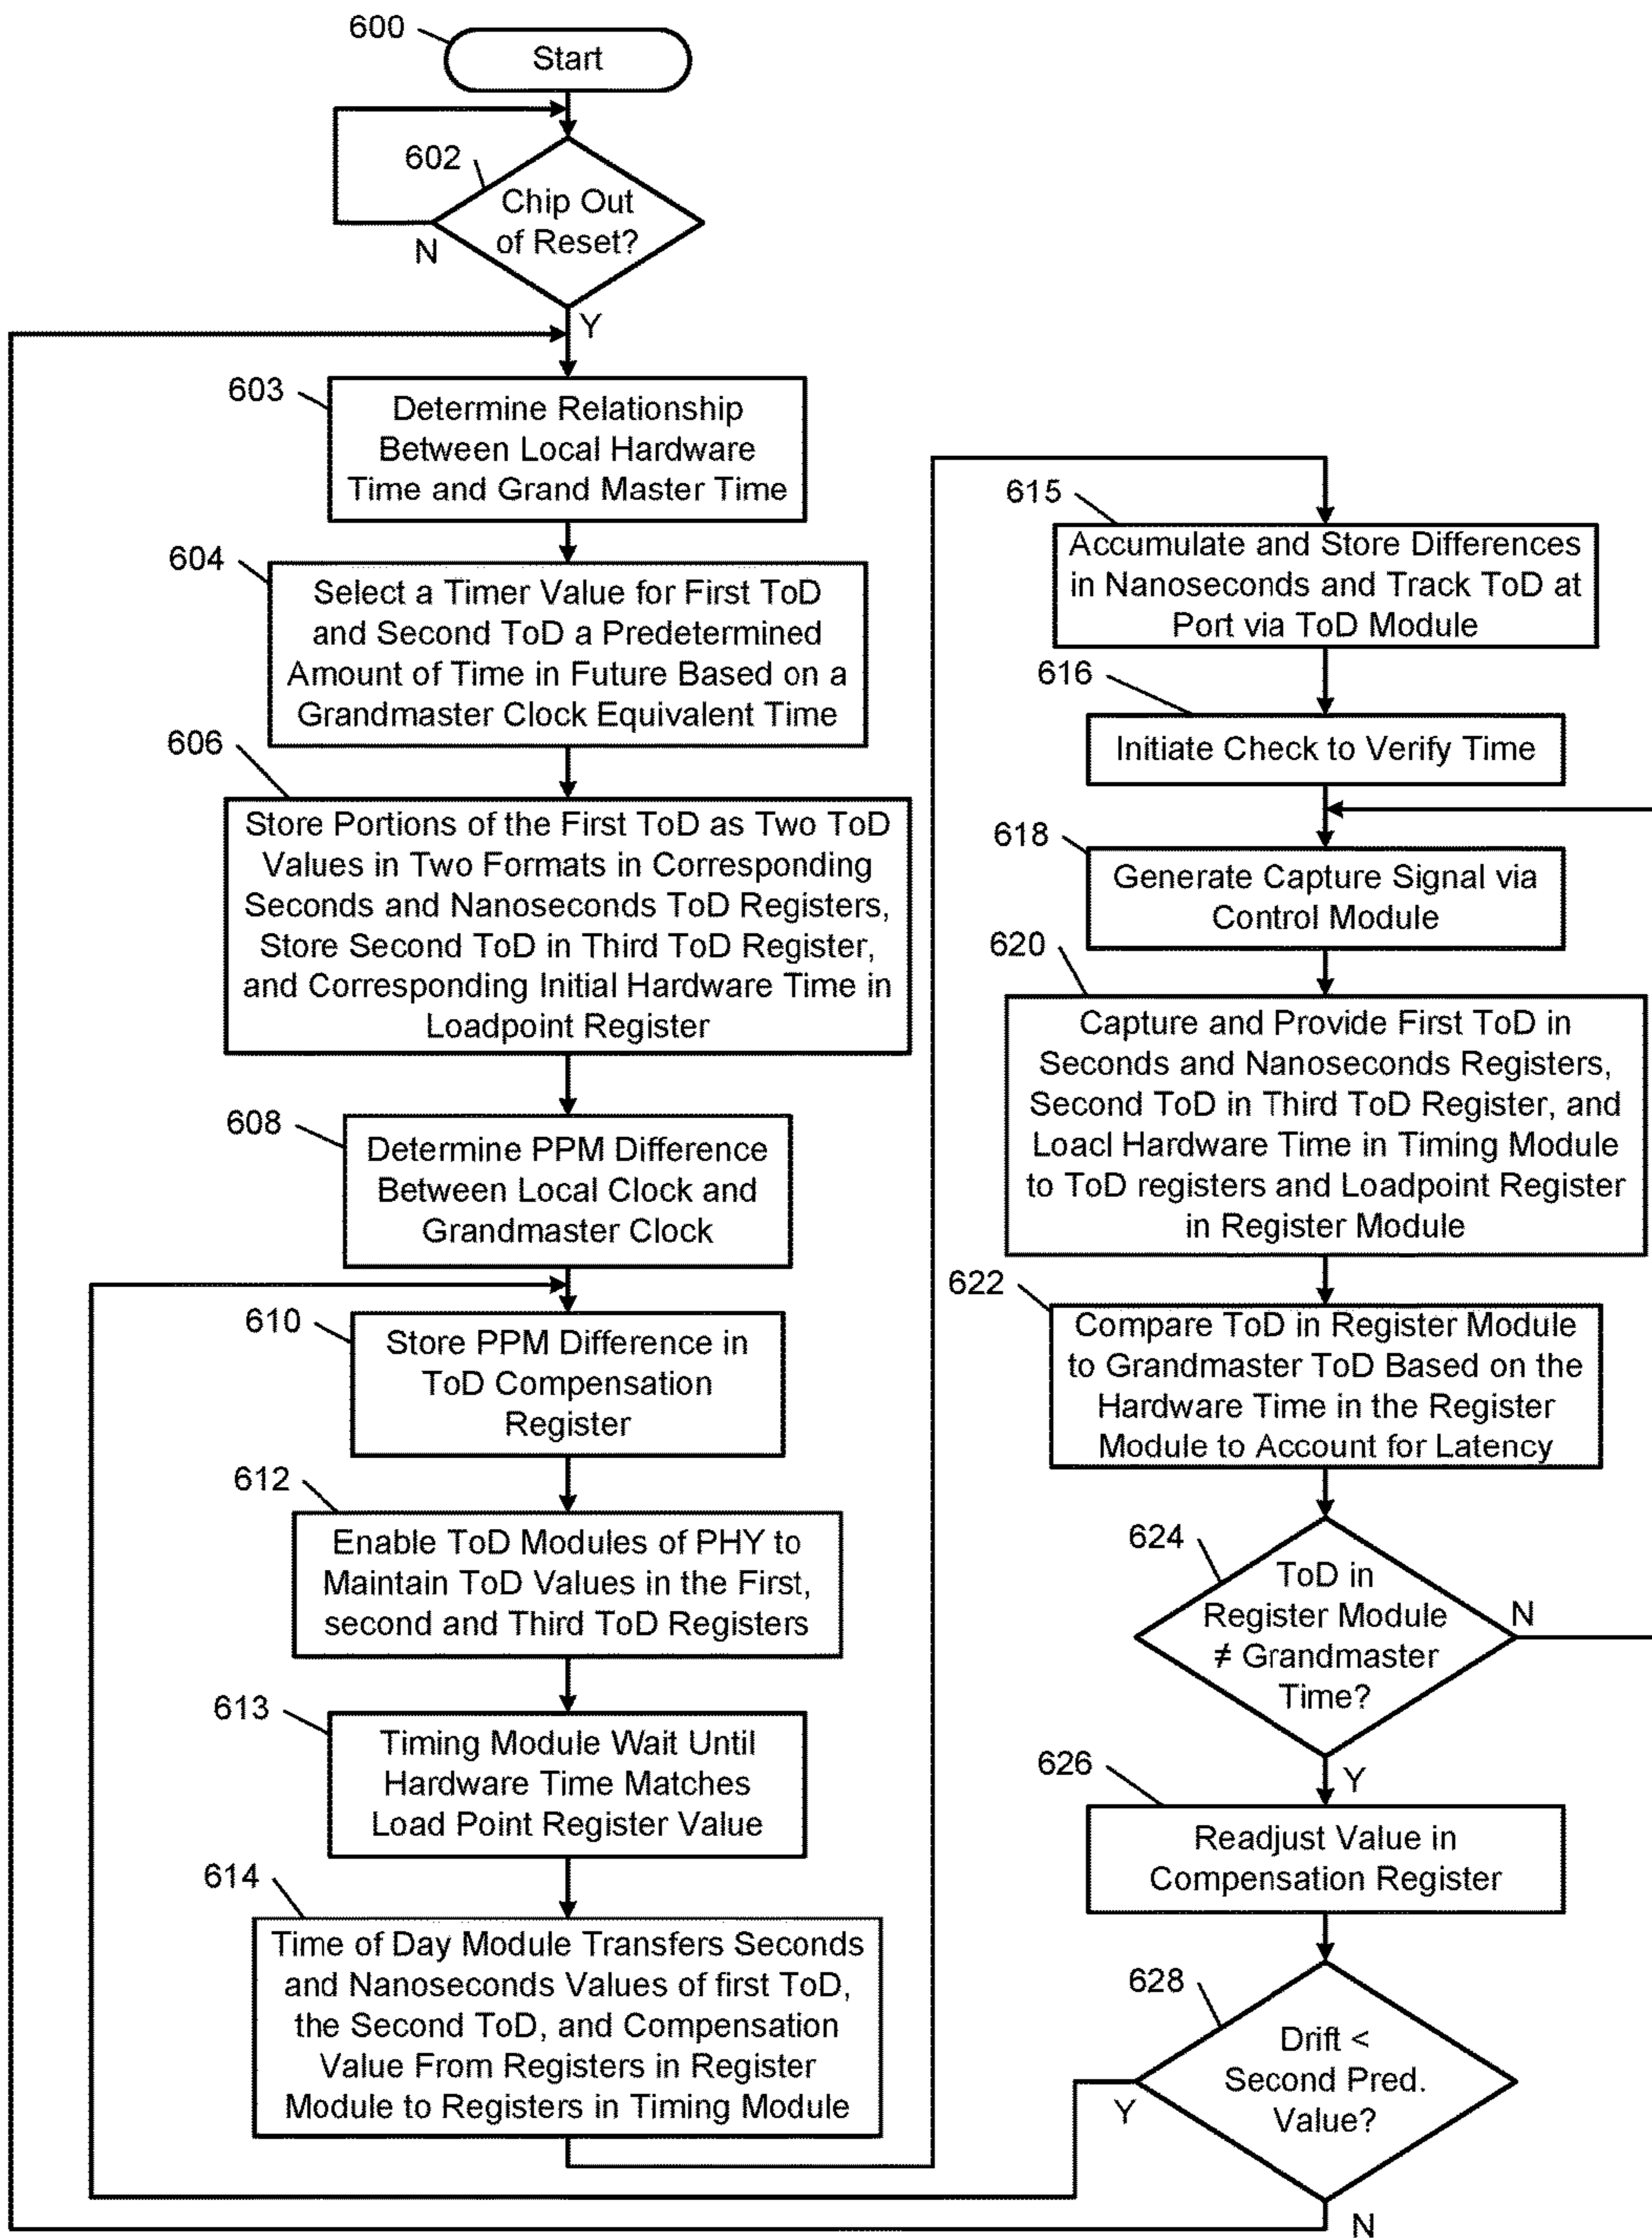 600
Start
602
Chip Out
of Reset?
N
Y
603
Determine Relationship
Between Local Hardware
Time and Grand Master Time
604
Select a Timer Value for First ToD
and Second ToD a Predetermined
Amount of Time in Future Based on a
Grandmaster Clock Equivalent Time
606
Store Portions of the First ToD as Two ToD
Values in Two Formats in Corresponding
Seconds and Nanoseconds ToD Registers,
Store Second ToD in Third ToD Register,
and Corresponding Initial Hardware Time in
Loadpoint Register
608
Determine PPM Difference
Between Local Clock and
Grandmaster Clock
610
Store PPM Difference in
ToD Compensation
Register
612
Enable ToD Modules of PHY to
Maintain ToD Values in the First,
second and Third ToD Registers
613
Timing Module Wait Until
Hardware Time Matches
Load Point Register Value
614
Time of Day Module Transfers Seconds
and Nanoseconds Values of first ToD,
the Second ToD, and Compensation
Value From Registers in Register
Module to Registers in Timing Module
615
Accumulate and Store Differences
in Nanoseconds and Track ToD at
Port via ToD Module
616
Initiate Check to Verify Time
618
Generate Capture Signal via
Control Module
620
Capture and Provide First ToD in
Seconds and Nanoseconds Registers,
Second ToD in Third ToD Register, and
Loacl Hardware Time in Timing Module
to ToD registers and Loadpoint Register
in Register Module
622
Compare ToD in Register Module
to Grandmaster ToD Based on the
Hardware Time in the Register
Module to Account for Latency
624
ToD in
Register Module
≠ Grandmaster
Time?
N
Y
626
Readjust Value in
Compensation Register
628
Drift <
Second Pred.
Value?
Y
N